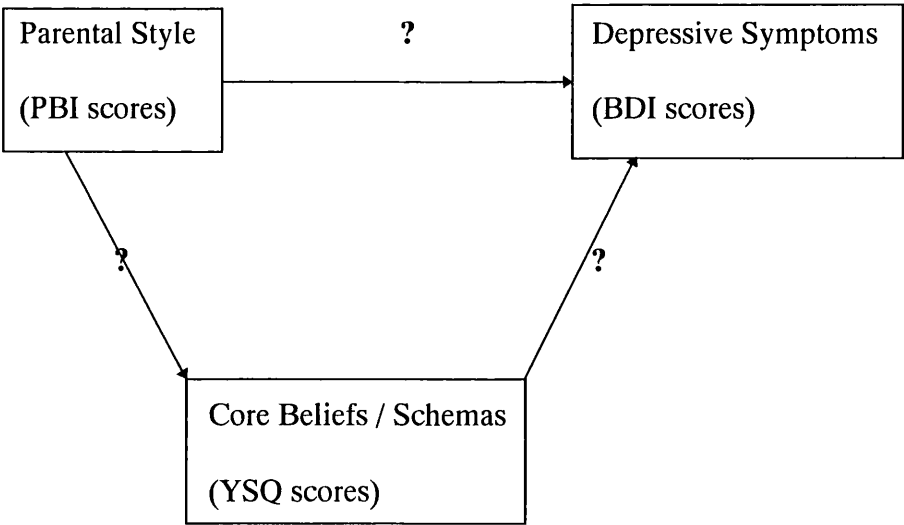 Parental Style
(PBI scores)
?
Depressive Symptoms
(BDI scores)
?
?
Core Beliefs / Schemas
(YSQ scores)